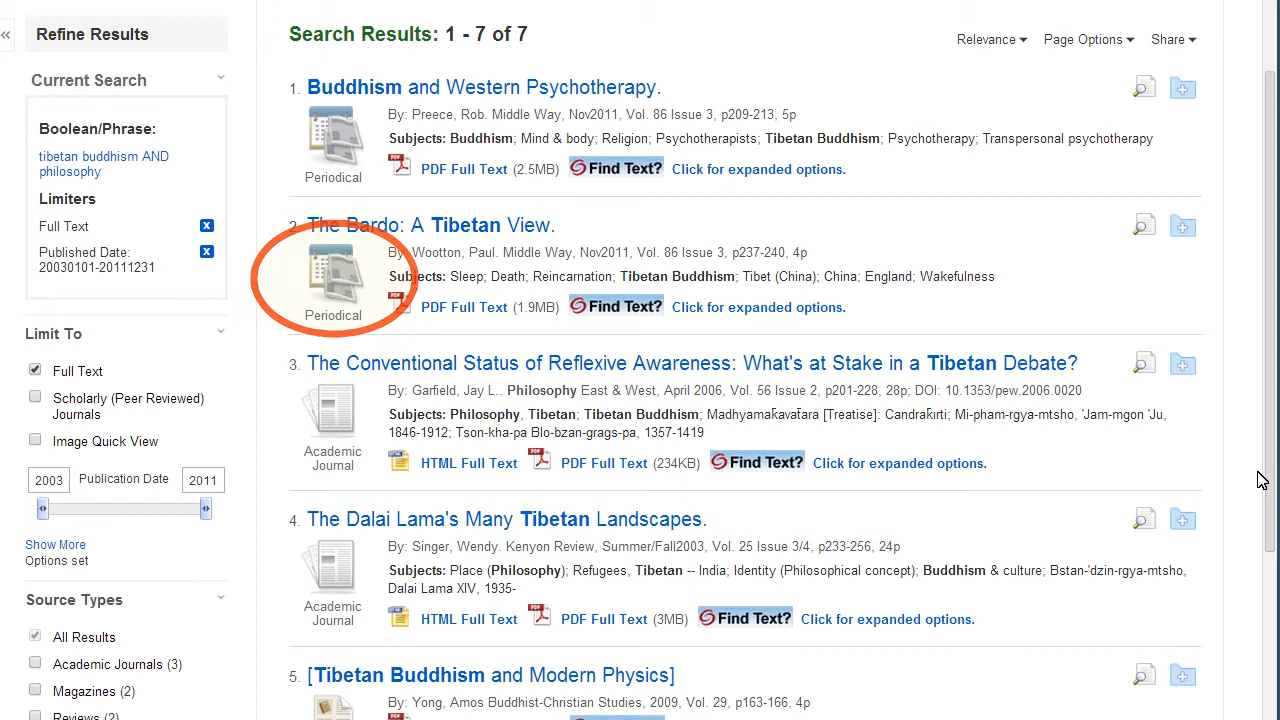 Refine Results
Current Search
Boolean/Phrase:
tibetan buddhism AND
philosophy
Limiters
Full Text
Published Date:
20030101-20111231
Limit To
Full Text
Scholarly (Peer Reviewed)
Journals
Image Quick View
2003 Publication Date 2011
Show More
Options set
Source Types
All Results
Academic Journals (3)
Magazines (2)
Reviews (2)
Search Results: 1 - 7 of 7
Relevance Page Options Share
1. Buddhism and Western Psychotherapy.
By: Preece, Rob. Middle Way, Nov2011, Vol. 86 Issue 3, p209-213, 5p
Subjects: Buddhism; Mind & body; Religion; Psychotherapists; Tibetan Buddhism; Psychotherapy; Transpersonal psychotherapy
PDF Full Text (2.5MB) Find Text? Click for expanded options.
Periodical
2. The Bardo: A Tibetan View.
By: Wootton, Paul. Middle Way, Nov2011, Vol. 86 Issue 3, p237-240, 4p
Subjects: Sleep; Death; Reincarnation; Tibetan Buddhism; Tibet (China); China; England; Wakefulness
PDF Full Text (1.9MB) Find Text? Click for expanded options.
Periodical
3. The Conventional Status of Reflexive Awareness: What's at Stake in a Tibetan Debate?
By: Garfield, Jay L.. Philosophy East & West, April 2006, Vol. 56 Issue 2, p201-228, 28p; DOI: 10.1353/pew.2006.0020
Subjects: Philosophy, Tibetan; Tibetan Buddhism; Madhyamakavatāra [Treatise]: Candrakīrti; Mi-pham-rgya-mtsho, 'Jam-mgon 'Ju,
1846-1912; Tson-kha-pa Blo-bzan-grags-pa, 1357-1419
Academic
Journal
HTML Full Text PDF Full Text (234KB) Find Text? Click for expanded options.
4. The Dalai Lama's Many Tibetan Landscapes.
By: Singer, Wendy. Kenyon Review, Summer/Fall2003, Vol. 25 Issue 3/4, p233-256, 24p
Subjects: Place (Philosophy); Refugees, Tibetan -- India; Identity (Philosophical concept); Buddhism & culture; Bstan-'dzin-rgya-mtsho,
Dalai Lama XIV, 1935-
Academic
Journal
HTML Full Text PDF Full Text (3MB) Find Text? Click for expanded options.
5. [Tibetan Buddhism and Modern Physics]
By: Yong, Amos Buddhist-Christian Studies, 2009, Vol. 29, p163-166, 4p